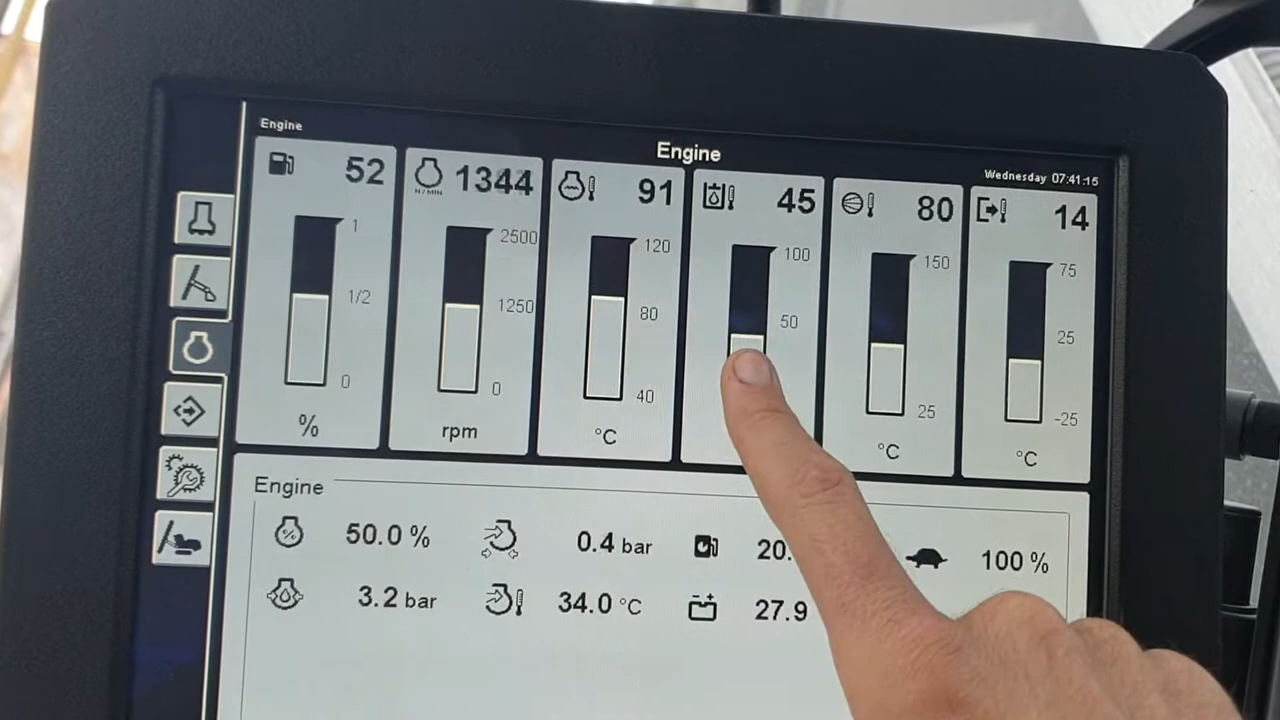 Engine
Engine
Wednesday 07:41:15
52
1
1/2
0
%
N/MIN
1344
2500
1250
0
rpm
91
120
80
40
°C
45
100
50
80
150
25
°C
14
75
25
-25
°C
Engine
50.0 %
0.4 bar
20.
100 %
3.2 bar
34.0 °C
27.9